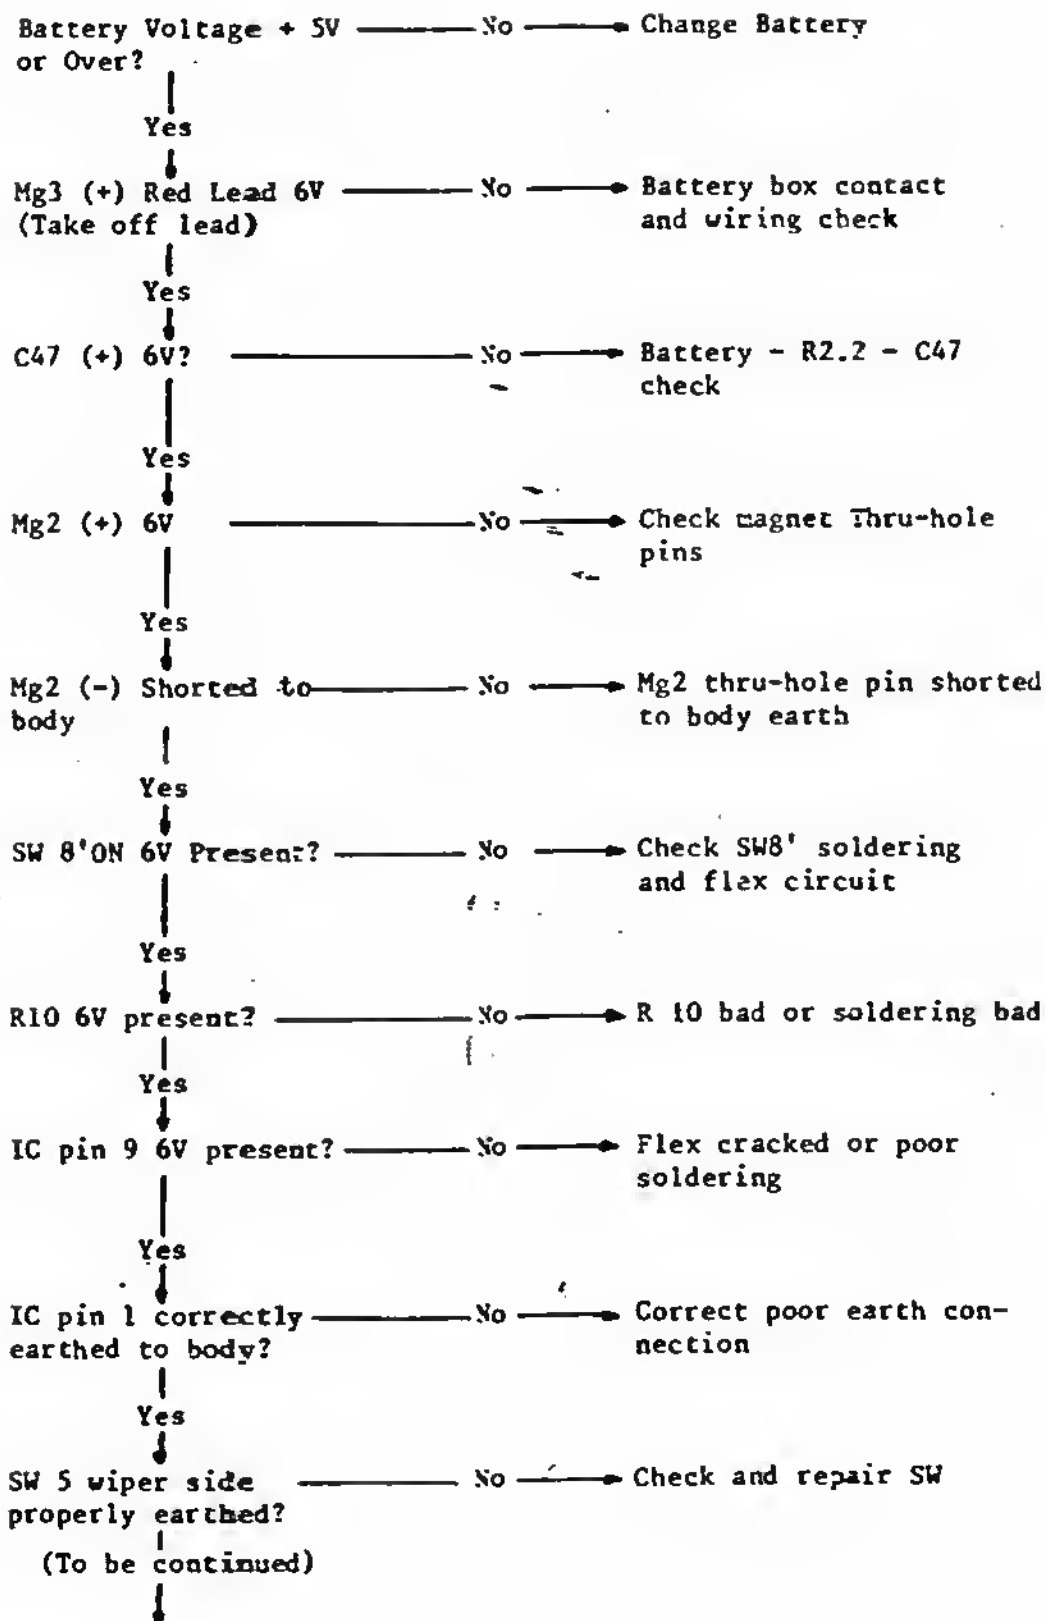 Battery Voltage + 5V No Change Battery
or Over?
Yes
Mg3 (+) Red Lead 6V No Battery box contact
(Take off lead) and wiring check
Yes
C47 (+) 6V? No Battery - R2.2 - C47
check
Yes
Mg2 (+) 6V No Check magnet Thru-hole
pins
Yes
Mg2 (-) Shorted to No Mg2 thru-hole pin shorted
body to body earth
Yes
SW 8'ON 6V Present? No Check SW8' soldering
and flex circuit
Yes
R10 6V present? No R 10 bad or soldering bad
Yes
IC pin 9 6V present? No Flex cracked or poor
soldering
Yes
IC pin 1 correctly No Correct poor earth con-
earthed to body? nection
Yes
SW 5 wiper side No Check and repair SW
properly earthed?
(To be continued)